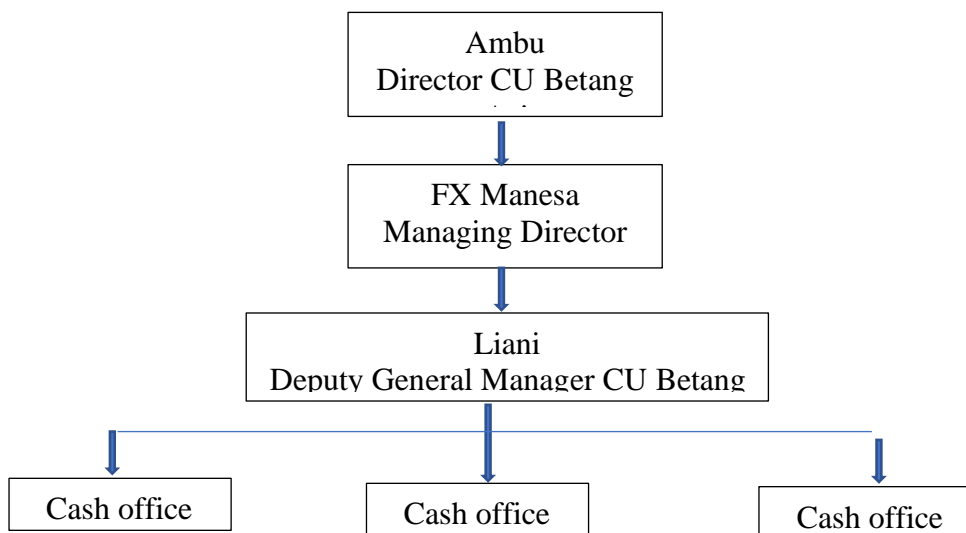 Ambu
Director CU Betang
FX Manesa
Managing Director
Liani
Deputy General Manager CU Betang
Cash office
Cash office
Cash office